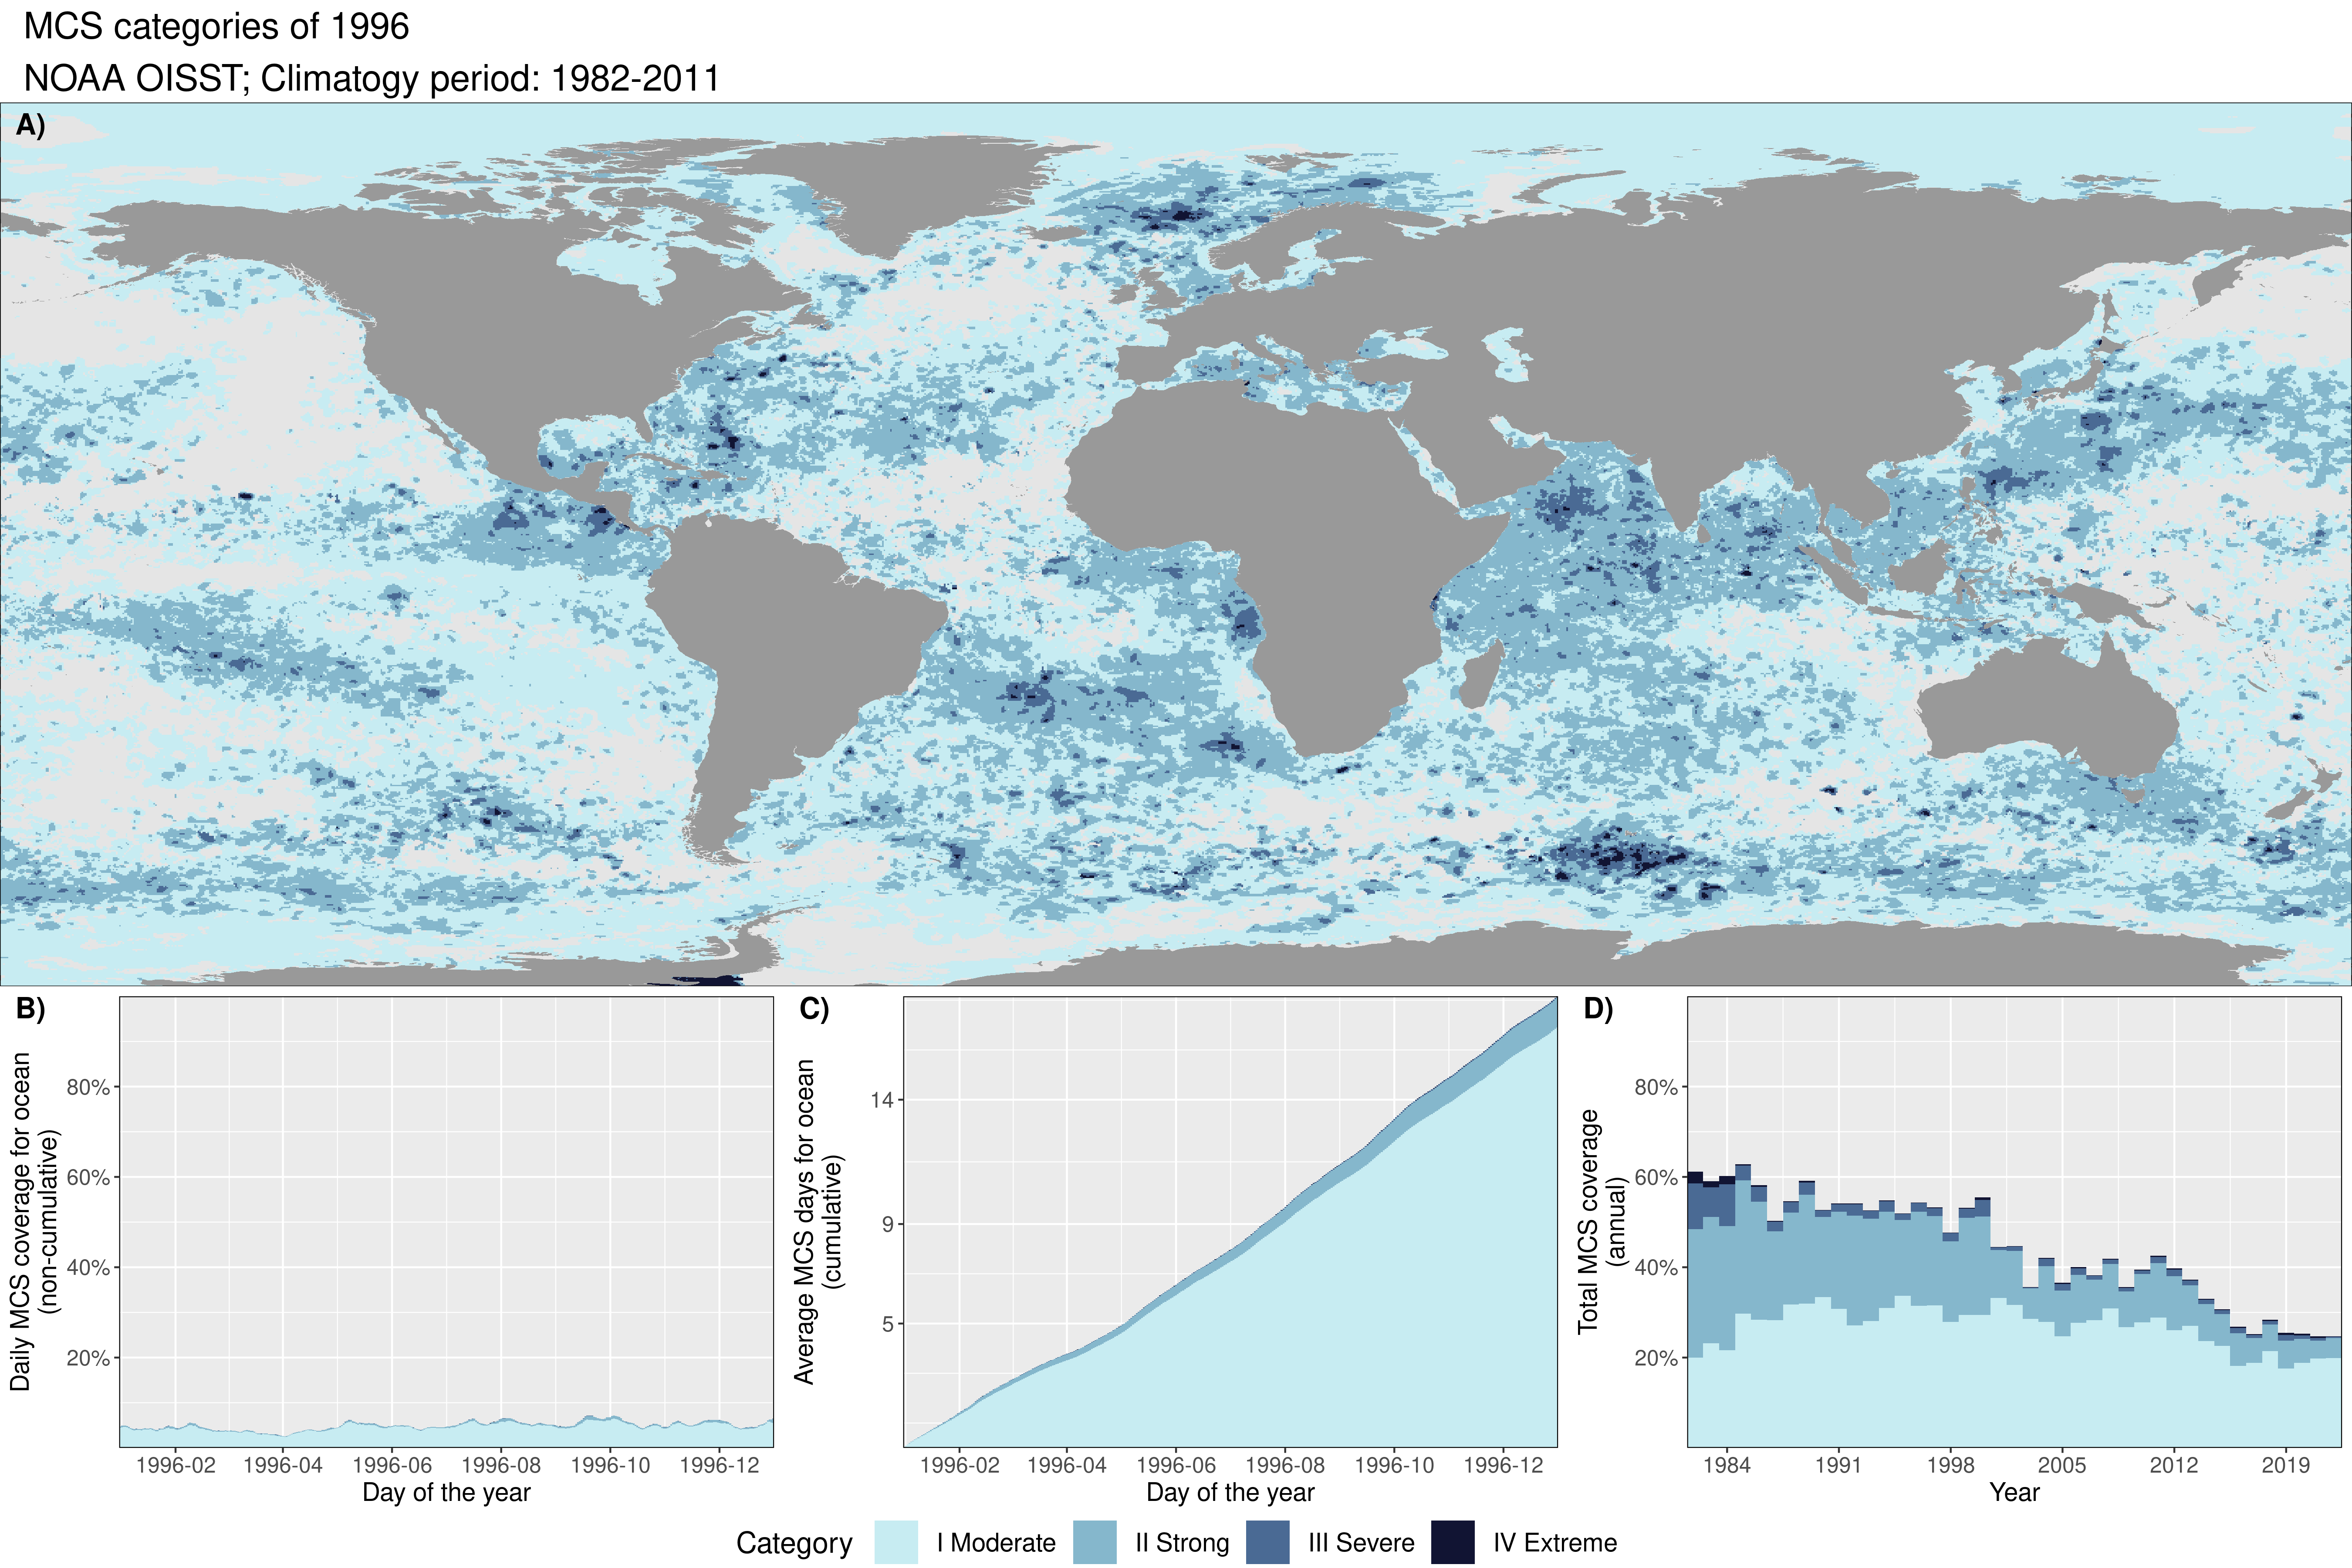 MCS categories of 1996
NOAA OISST; Climatogy period: 1982-2011
A)
B)
Daily MCS coverage for ocean
(non-cumulative)
80%
60%
40%
20%
1996-02 1996-04 1996-06 1996-08 1996-10 1996-12
Day of the year
C)
Average MCS days for ocean
(cumulative)
14
9
5
1996-02 1996-04 1996-06 1996-08 1996-10 1996-12
Day of the year
D)
Total MCS coverage
(annual)
80%
60%
40%
20%
1984 1991 1998 2005 2012 2019
Year
Category I Moderate II Strong III Severe IV Extreme